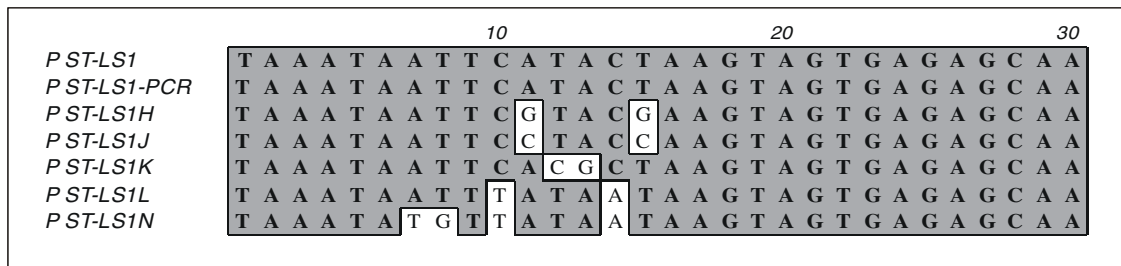 10 20 30
P ST-LS1 T A A A T A A T T C A T A C T A A G T A G T G A G A G C A A
P ST-LS1-PCR T A A A T A A T T C A T A C T A A G T A G T G A G A G C A A
P ST-LS1H T A A A T A A T T C G T A C G A A G T A G T G A G A G C A A
P ST-LS1J T A A A T A A T T C C T A C C A A G T A G T G A G A G C A A
P ST-LS1K T A A A T A A T T C A C G C T A A G T A G T G A G A G C A A
P ST-LS1L T A A A T A A T T T A T A A T A A G T A G T G A G A G C A A
P ST-LS1N T A A A T A T G T T A T A A T A A G T A G T G A G A G C A A